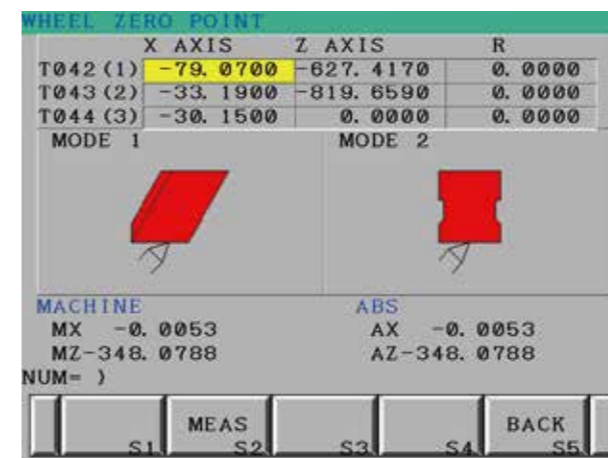 WHEEL ZERO POINT
X AXIS Z AXIS R
T042(1) -79.0700 -627.4170 0.0000
T043(2) -33.1900 -819.6590 0.0000
T044(3) -30.1500 0.0000 0.0000
MODE 1 MODE 2
MACHINE ABS
MX -0.0053 AX -0.0053
MZ-348.0788 AZ-348.0788
NUM= )
MEAS BACK
S1 S2 S3 S4 S5